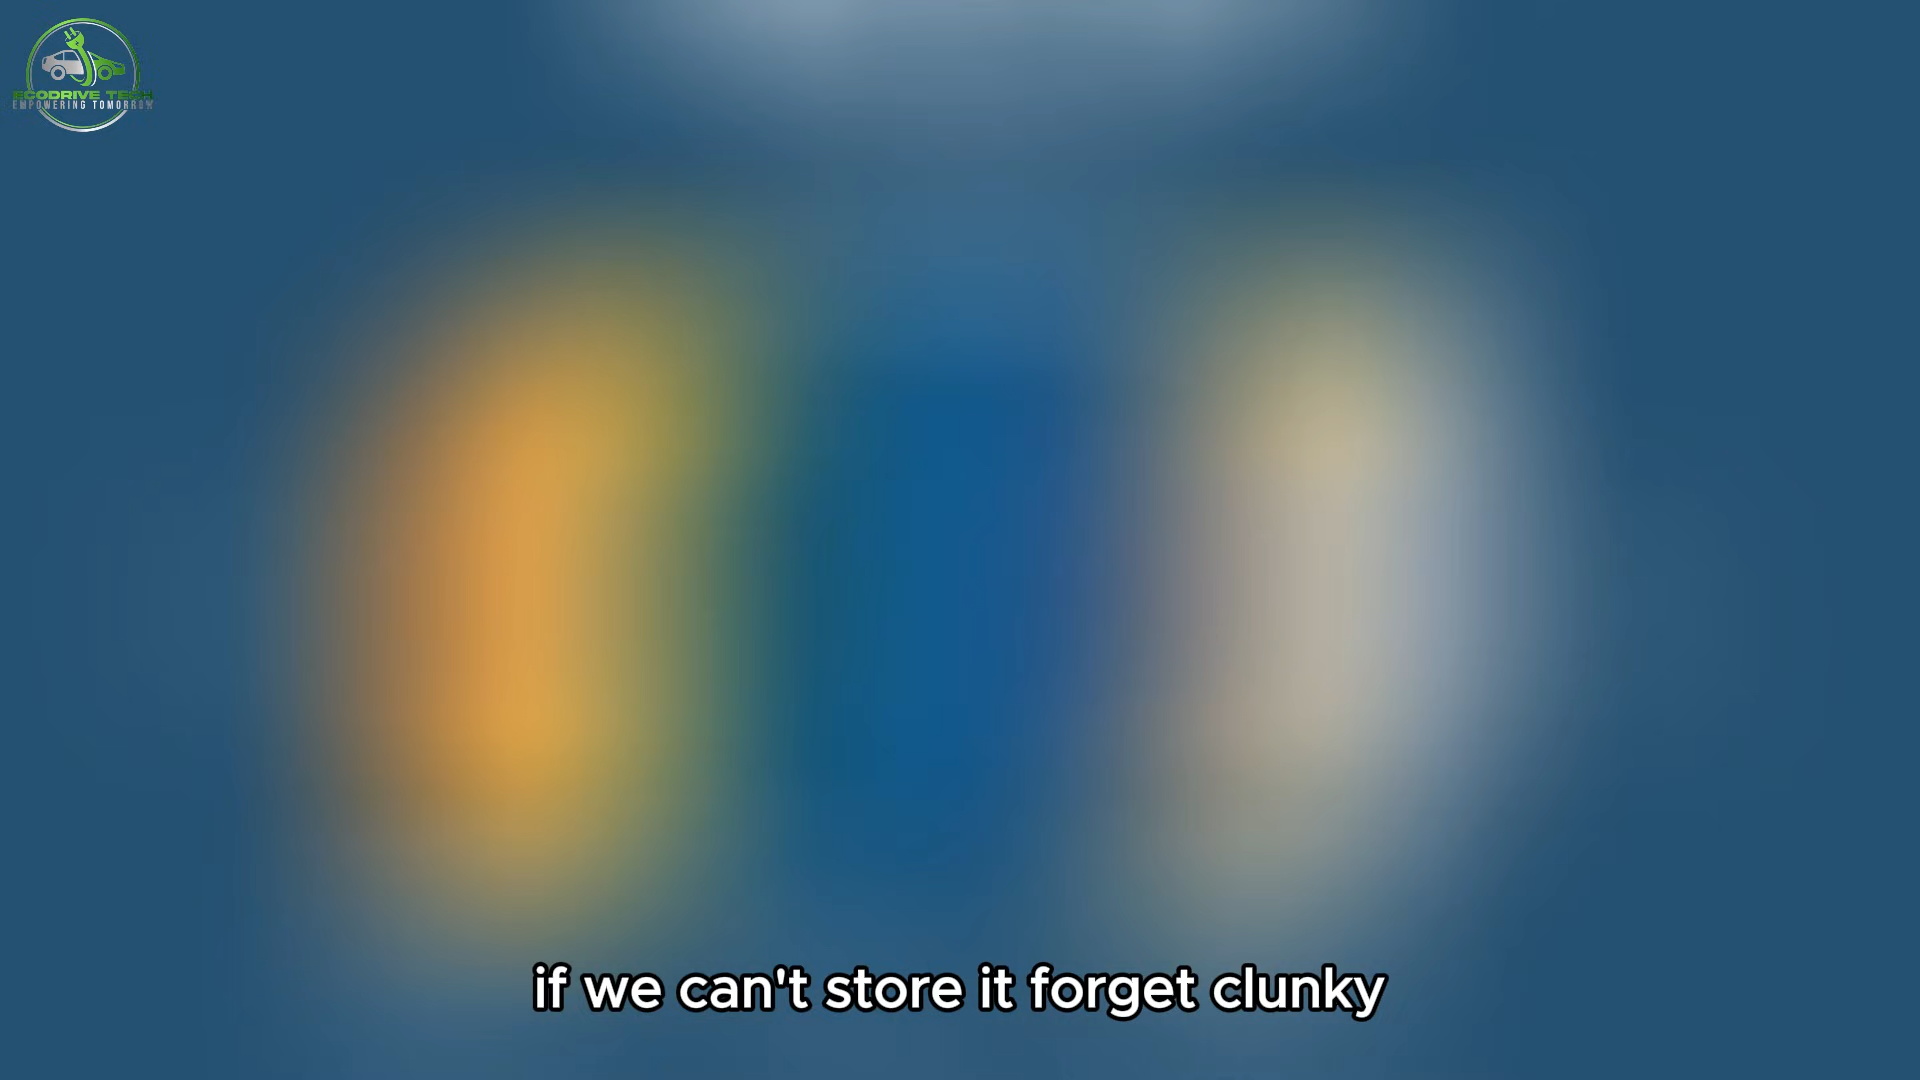 ECODRIVE TECH
EMPOWERING TOMORROW
if we can't store it forget clunky